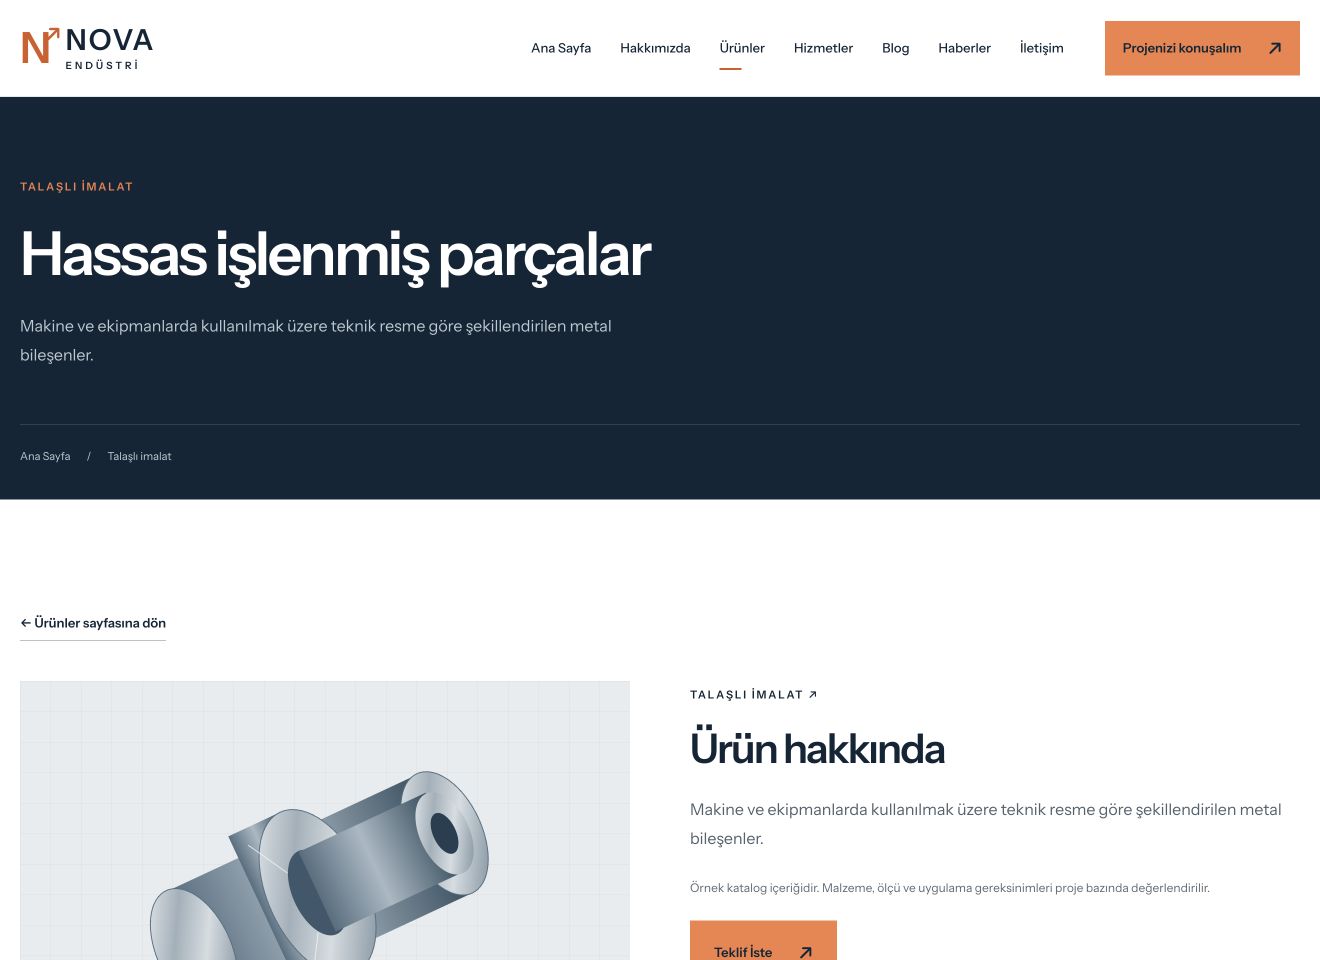 NOVA
ENDÜSTRİ
Ana Sayfa Hakkımızda Ürünler Hizmetler Blog Haberler İletişim Projenizi konuşalım
TALAŞLI İMALAT
Hassas işlenmiş parçalar
Makine ve ekipmanlarda kullanılmak üzere teknik resme göre şekillendirilen metal
bileşenler.
Ana Sayfa / Talaşlı imalat
← Ürünler sayfasına dön
TALAŞLI İMALAT ↗
Ürün hakkında
Makine ve ekipmanlarda kullanılmak üzere teknik resme göre şekillendirilen metal
bileşenler.
Örnek katalog içeriğidir. Malzeme, ölçü ve uygulama gereksinimleri proje bazında değerlendirilir.
Teklif İste